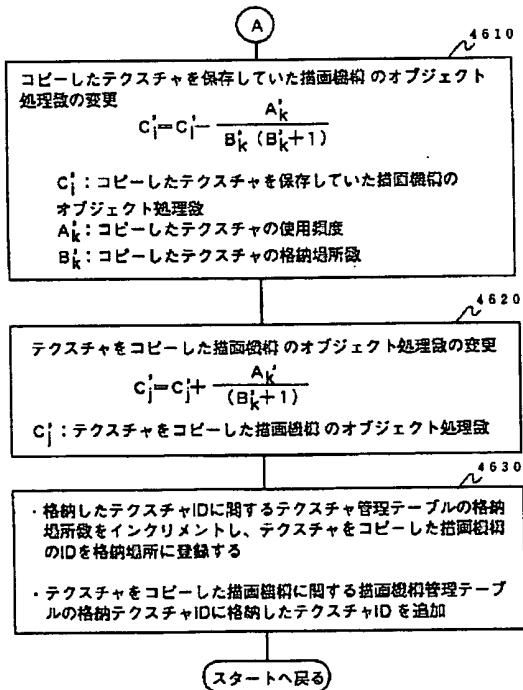 A
4610
コピーしたテクスチャを保存していた描画機構 のオブジェクト
処理数の変更
C'i=C'i− A'k / B'k (B'k+1)
C'i:コピーしたテクスチャを保存していた描画機構の
オブジェクト処理数
A'k:コピーしたテクスチャの使用頻度
B'k:コピーしたテクスチャの格納場所数
4620
テクスチャをコピーした描画機構 のオブジェクト処理数の変更
C'j=C'j+ Ak' / (B'k+1)
C'j:テクスチャをコピーした描画機構 のオブジェクト処理数
4630
・格納したテクスチャIDに関するテクスチャ管理テーブルの格納
場所数をインクリメントし、テクスチャをコピーした描画機構
のIDを格納場所に登録する
・テクスチャをコピーした描画機構に関する描画機構管理テーブ
ルの格納テクスチャIDに格納したテクスチャID を追加
スタートへ戻る